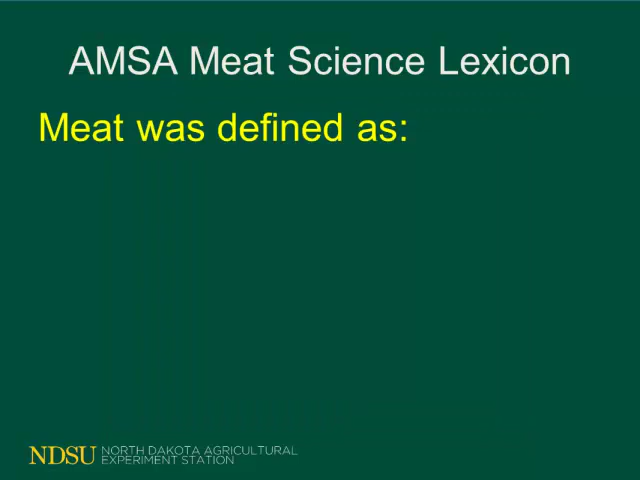 AMSA Meat Science Lexicon
Meat was defined as:
NDSU NORTH DAKOTA AGRICULTURAL
EXPERIMENT STATION